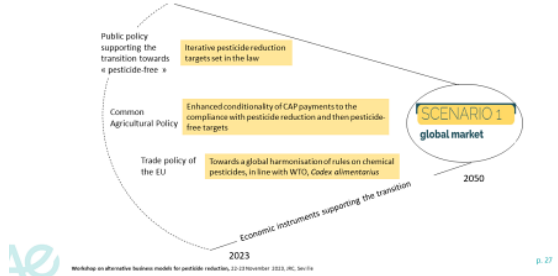 Public policy
supporting the
transition towards
« pesticide-free »
Iterative pesticide reduction
targets set in the law
Common
Agricultural Policy
Enhanced conditionality of CAP payments to the
compliance with pesticide reduction and then pesticide-
free targets
SCENARIO 1
global market
Trade policy of
the EU
Towards a global harmonisation of rules on chemical
pesticides, in line with WTO, Codex alimentarius
2050
Economic instruments supporting the transition
2023
Workshop on alternative business models for pesticide reduction, 22-23 November 2023, JRC, Seville
p. 27